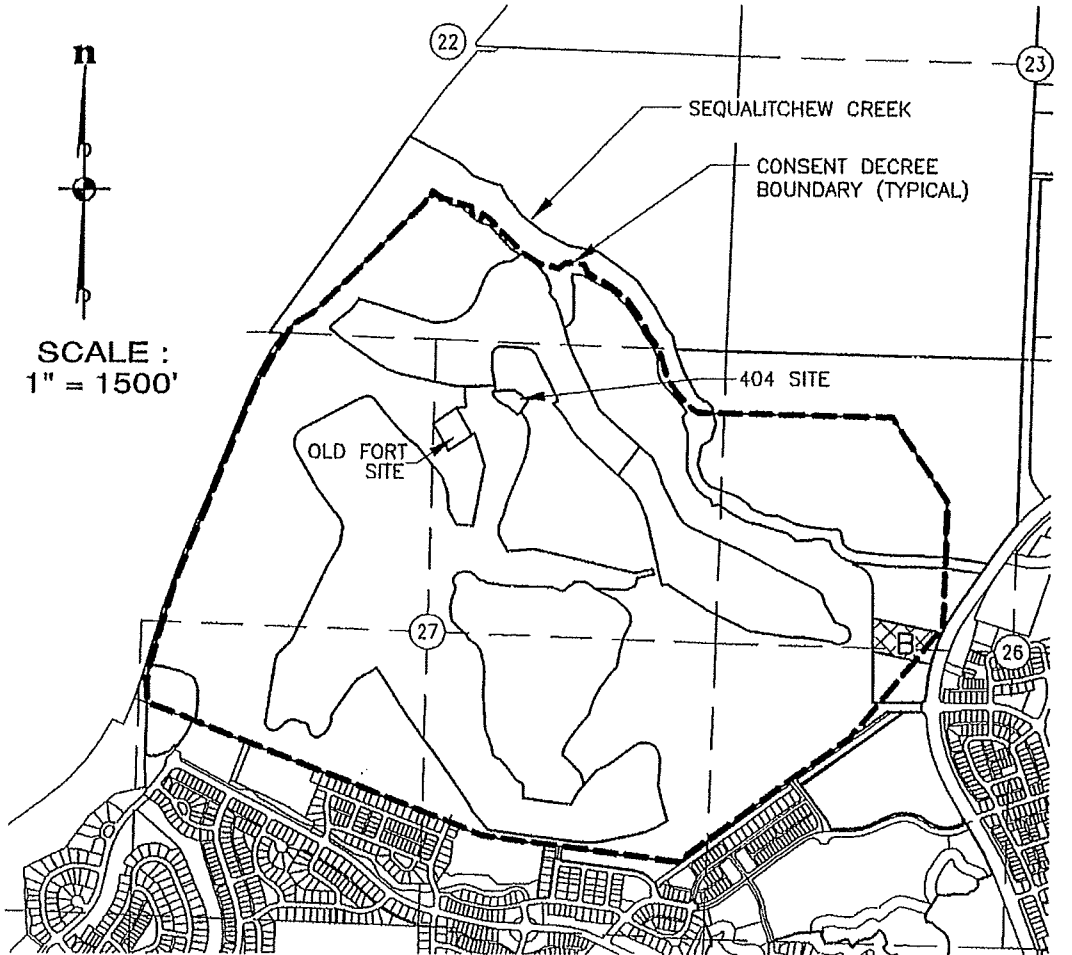 n
22
23
SEQUALITCHEW CREEK
CONSENT DECREE
BOUNDARY (TYPICAL)
SCALE :
1" = 1500'
404 SITE
OLD FORT
SITE
27
B
26